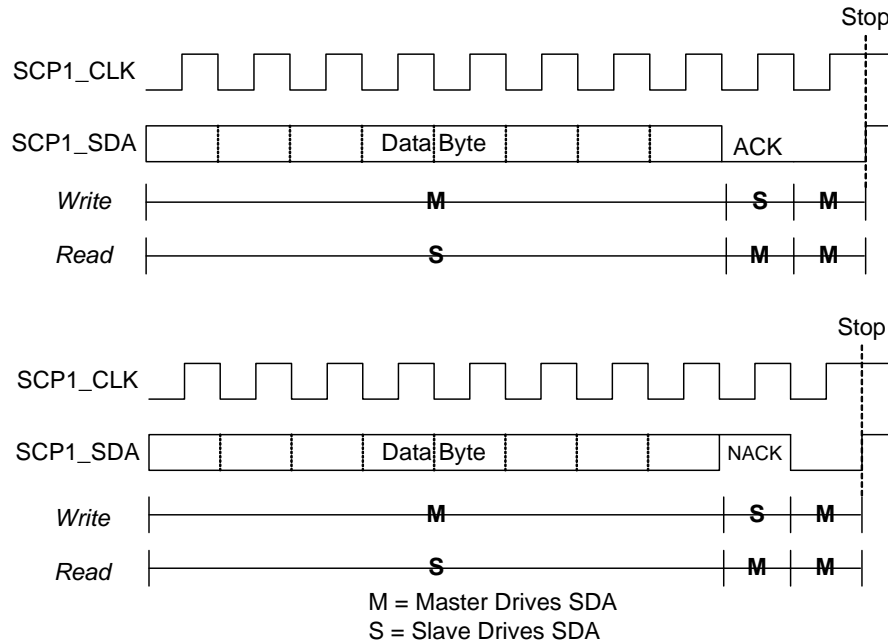 Stop
SCP1_CLK
SCP1_SDA Data Byte ACK
Write M S M
Read S M M
Stop
SCP1_CLK
SCP1_SDA Data Byte NACK
Write M S M
Read S M M
M = Master Drives SDA
S = Slave Drives SDA